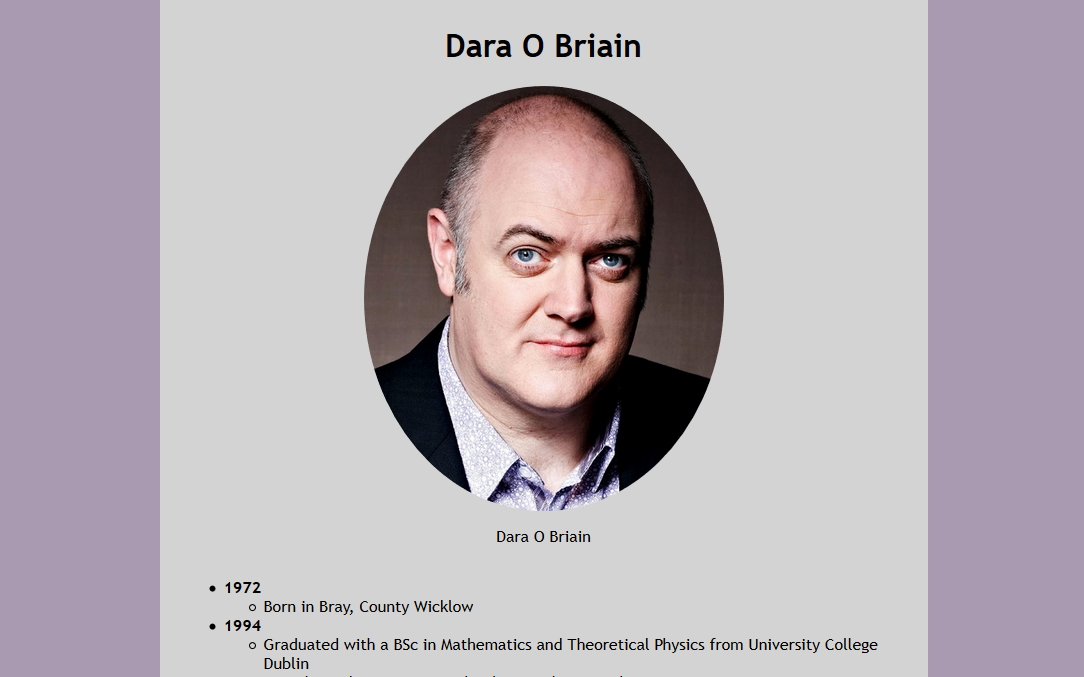 Dara O Briain
Dara O Briain
1972
Born in Bray, County Wicklow
1994
Graduated with a BSc in Mathematics and Theoretical Physics from University College
Dublin